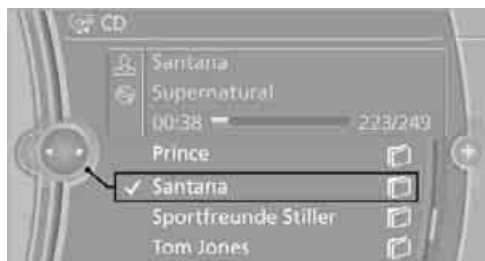 CD
Santana
Supernatural
00:38 223/249
Prince
Santana
Sportfreunde Stiller
Tom Jones